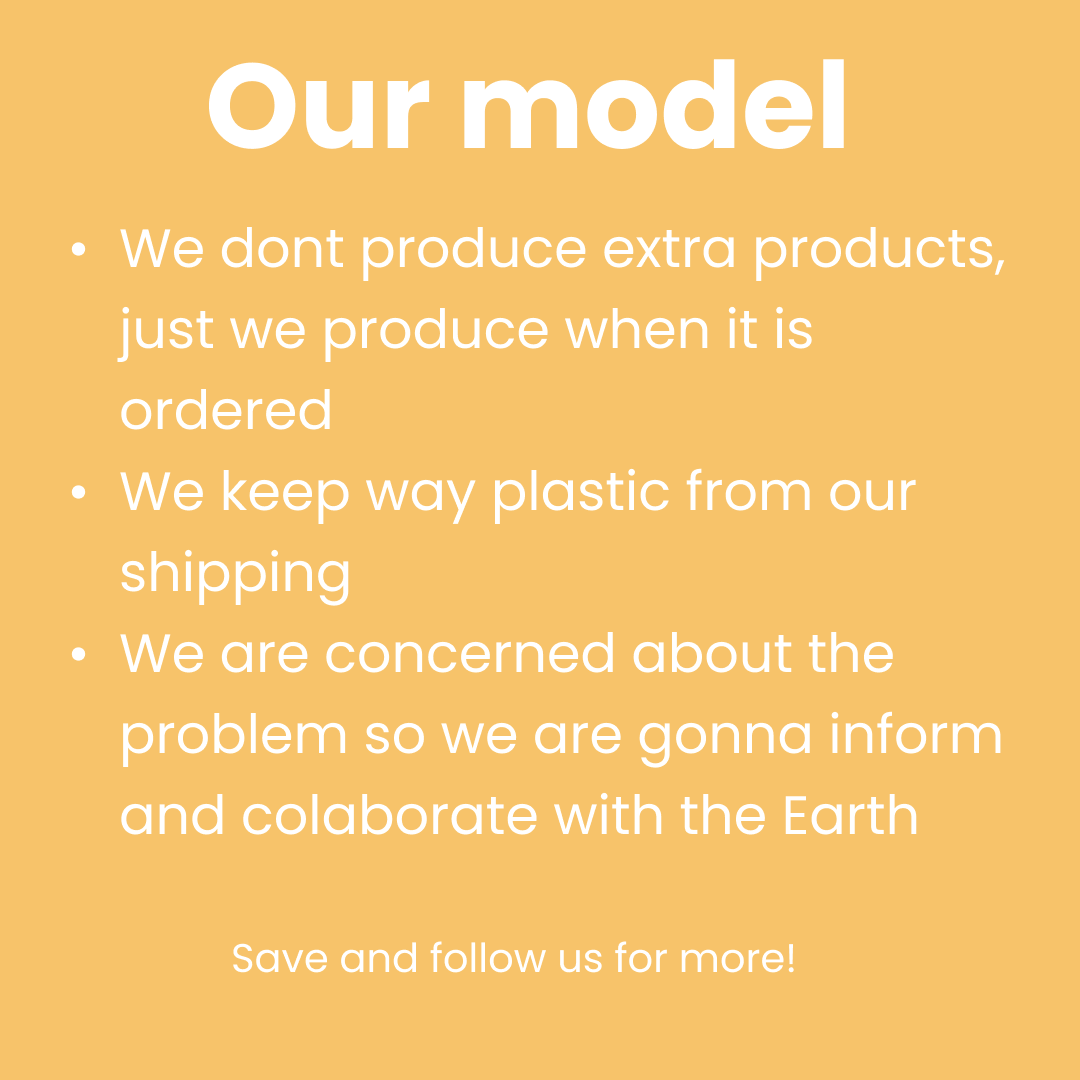 Our model
• We dont produce extra products,
just we produce when it is
ordered
• We keep way plastic from our
shipping
• We are concerned about the
problem so we are gonna inform
and colaborate with the Earth
Save and follow us for more!